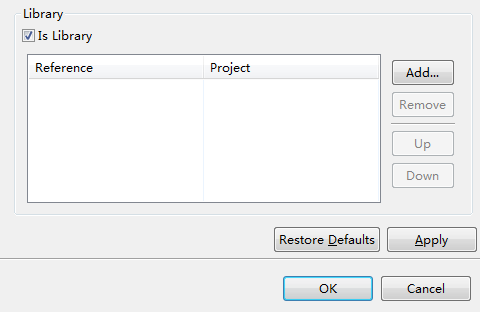 Library
Is Library
Reference Project
Add...
Remove
Up
Down
Restore Defaults Apply
OK Cancel